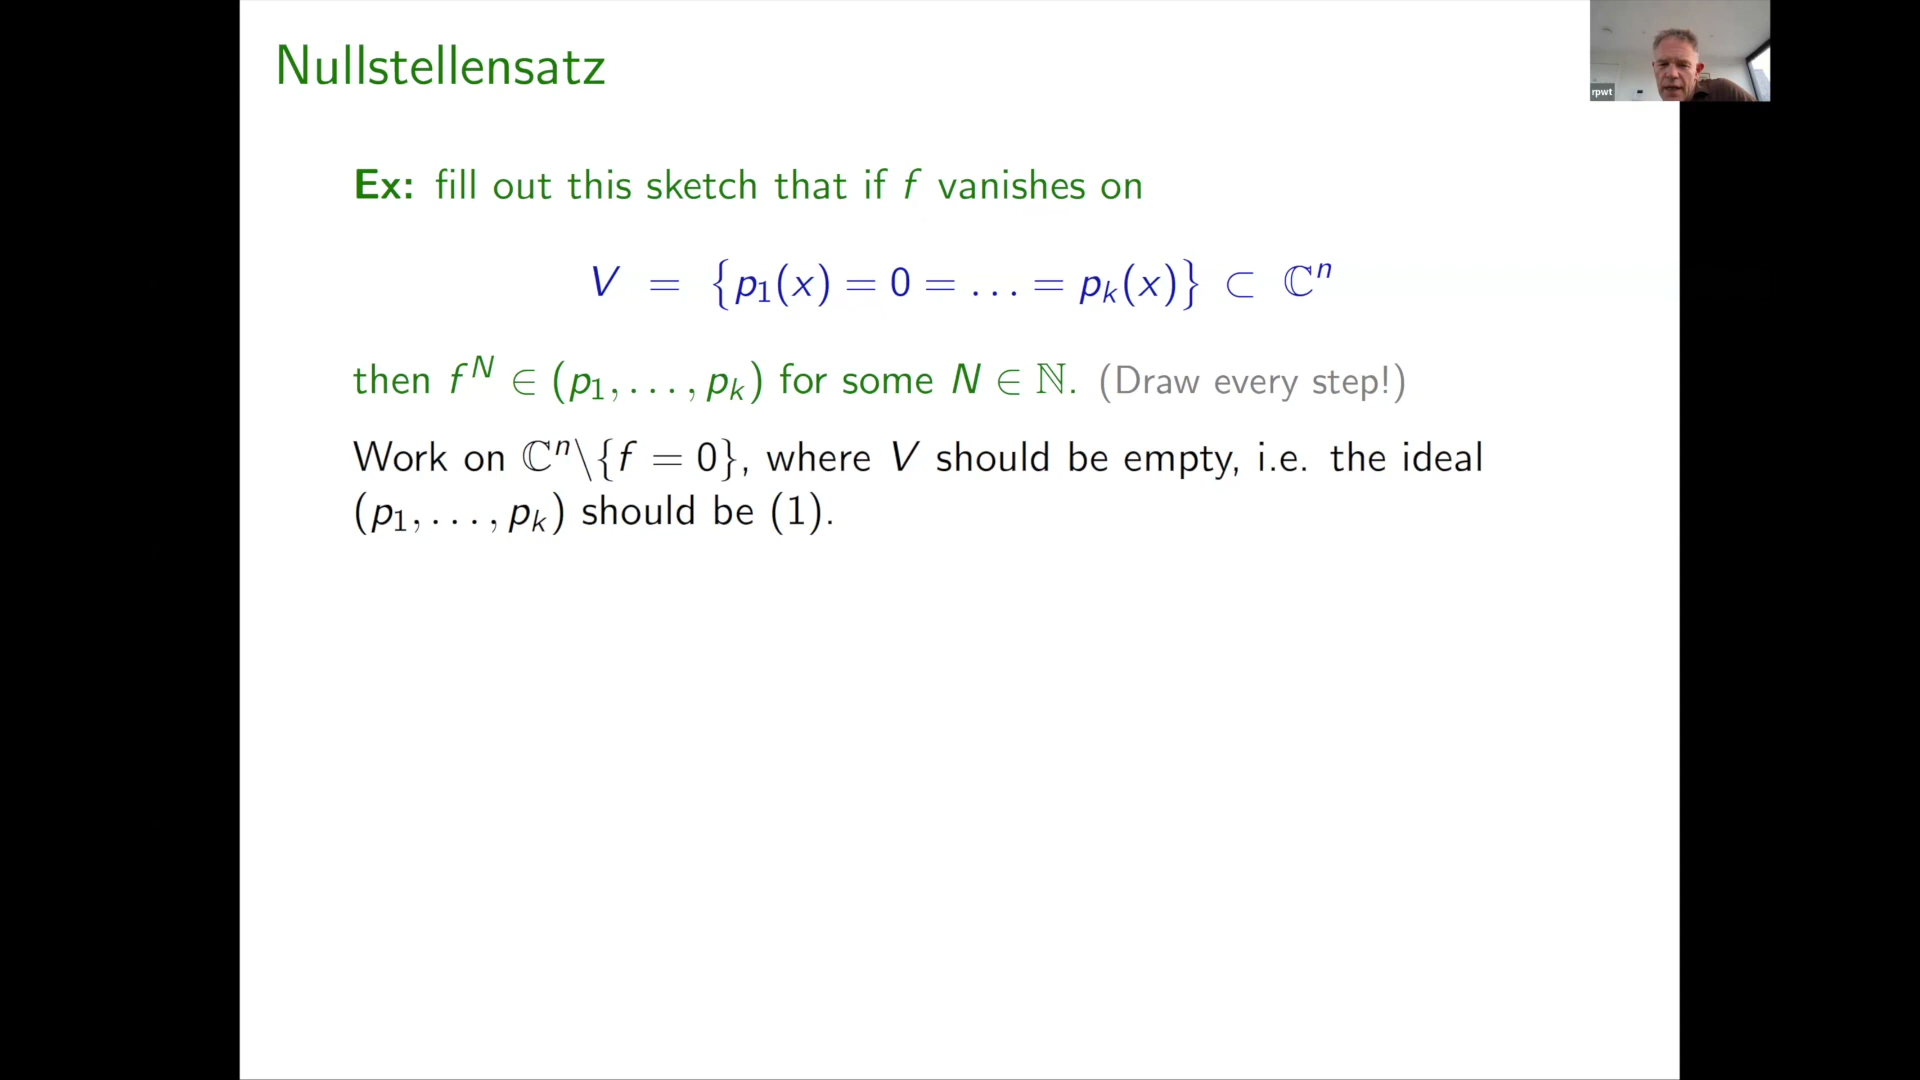 Nullstellensatz
rpwt
Ex: fill out this sketch that if f vanishes on
V = {p₁(x) = 0 = … = pₖ(x)} ⊂ ℂⁿ
then fᴺ ∈ (p₁, …, pₖ) for some N ∈ ℕ. (Draw every step!)
Work on ℂⁿ\{f = 0}, where V should be empty, i.e. the ideal
(p₁, …, pₖ) should be (1).